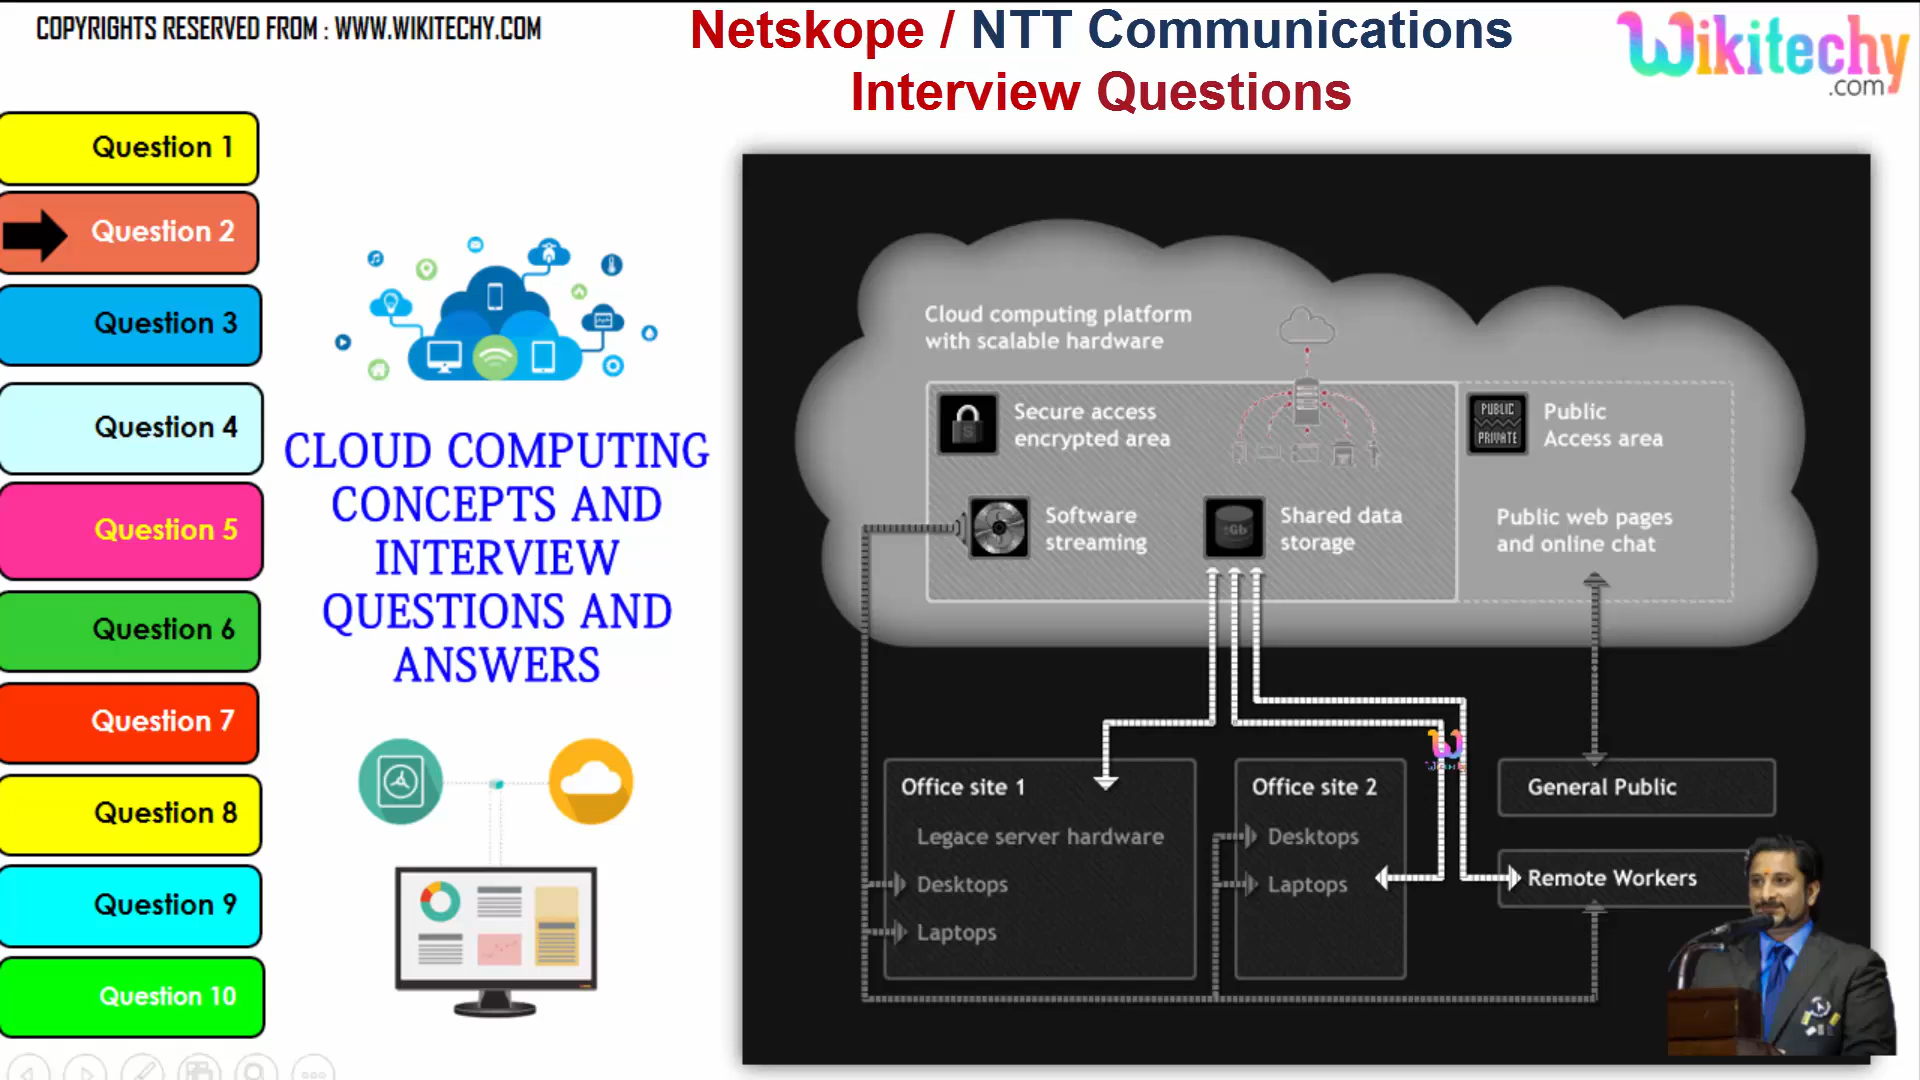 COPYRIGHTS RESERVED FROM : WWW.WIKITECHY.COM
Netskope / NTT Communications
Interview Questions
Wikitechy
.com
Question 1
Question 2
Question 3
Question 4
Question 5
Question 6
Question 7
Question 8
Question 9
Question 10
CLOUD COMPUTING
CONCEPTS AND
INTERVIEW
QUESTIONS AND
ANSWERS
Cloud computing platform
with scalable hardware
Secure access
encrypted area
PUBLIC
PRIVATE
Public
Access area
Software
streaming
Gb
Shared data
storage
Public web pages
and online chat
Office site 1
Legace server hardware
Desktops
Laptops
Office site 2
Desktops
Laptops
General Public
Remote Workers